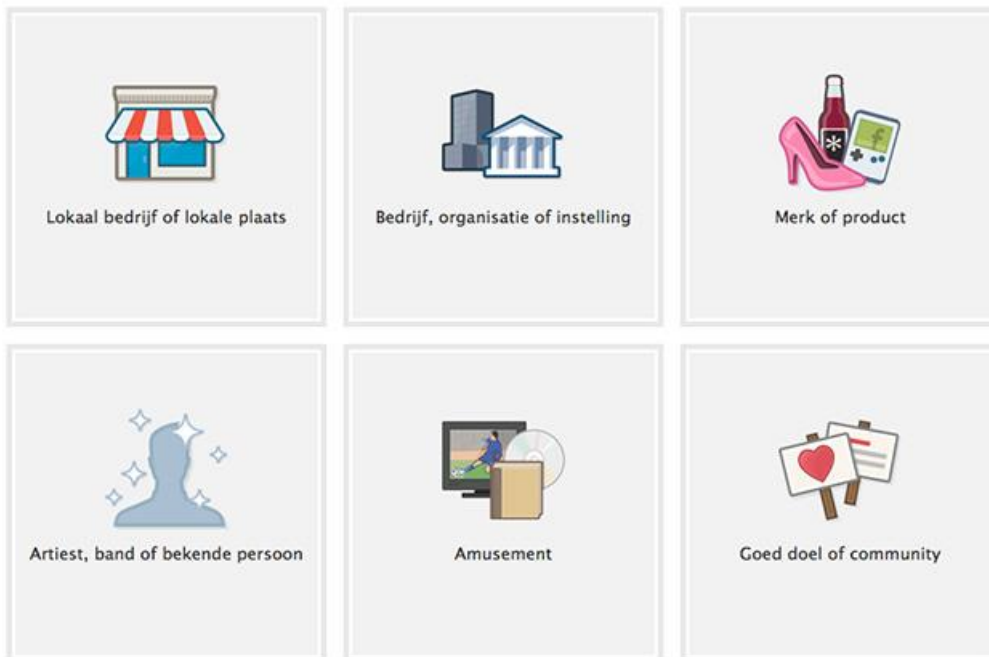 Lokaal bedrijf of lokale plaats
Bedrijf, organisatie of instelling
Merk of product
Artiest, band of bekende persoon
Amusement
Goed doel of community